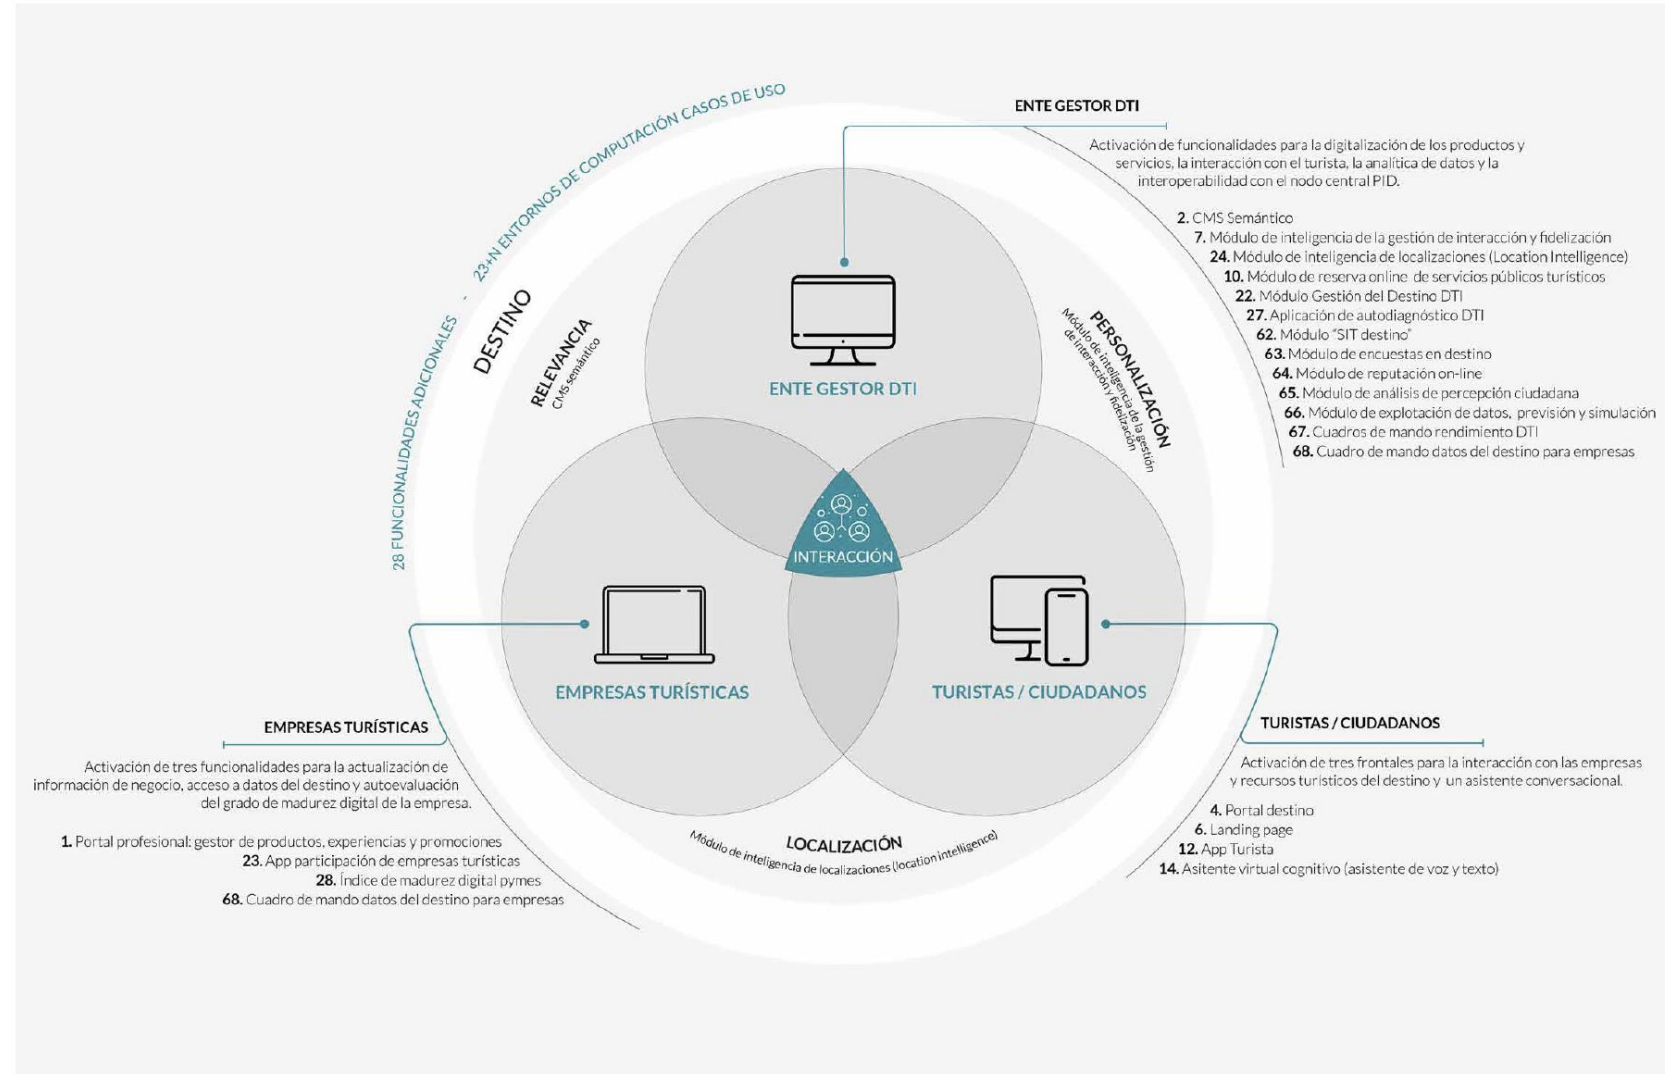 28 FUNCIONALIDADES ADICIONALES - 23+N ENTORNOS DE COMPUTACIÓN CASOS DE USO
DESTINO
RELEVANCIA
CMS semántico
PERSONALIZACIÓN
Módulo de inteligencia de la gestión
de interacción y fidelización
ENTE GESTOR DTI
INTERACCIÓN
EMPRESAS TURÍSTICAS
TURISTAS / CIUDADANOS
LOCALIZACIÓN
Módulo de inteligencia de localizaciones (location intelligence)
ENTE GESTOR DTI
Activación de funcionalidades para la digitalización de los productos y
servicios, la interacción con el turista, la analítica de datos y la
interoperabilidad con el nodo central PID.
2. CMS Semántico
7. Módulo de inteligencia de la gestión de interacción y fidelización
24. Módulo de inteligencia de localizaciones (Location Intelligence)
10. Módulo de reserva online de servicios públicos turísticos
22. Módulo Gestión del Destino DTI
27. Aplicación de autodiagnóstico DTI
62. Módulo "SIT destino"
63. Módulo de encuestas en destino
64. Módulo de reputación on-line
65. Módulo de análisis de percepción ciudadana
66. Módulo de explotación de datos, previsión y simulación
67. Cuadros de mando rendimiento DTI
68. Cuadro de mando datos del destino para empresas
EMPRESAS TURÍSTICAS
Activación de tres funcionalidades para la actualización de
información de negocio, acceso a datos del destino y autoevaluación
del grado de madurez digital de la empresa.
1. Portal profesional: gestor de productos, experiencias y promociones
23. App participación de empresas turísticas
28. Índice de madurez digital pymes
68. Cuadro de mando datos del destino para empresas
TURISTAS / CIUDADANOS
Activación de tres frontales para la interacción con las empresas
y recursos turísticos del destino y un asistente conversacional.
4. Portal destino
6. Landing page
12. App Turista
14. Asitente virtual cognitivo (asistente de voz y texto)